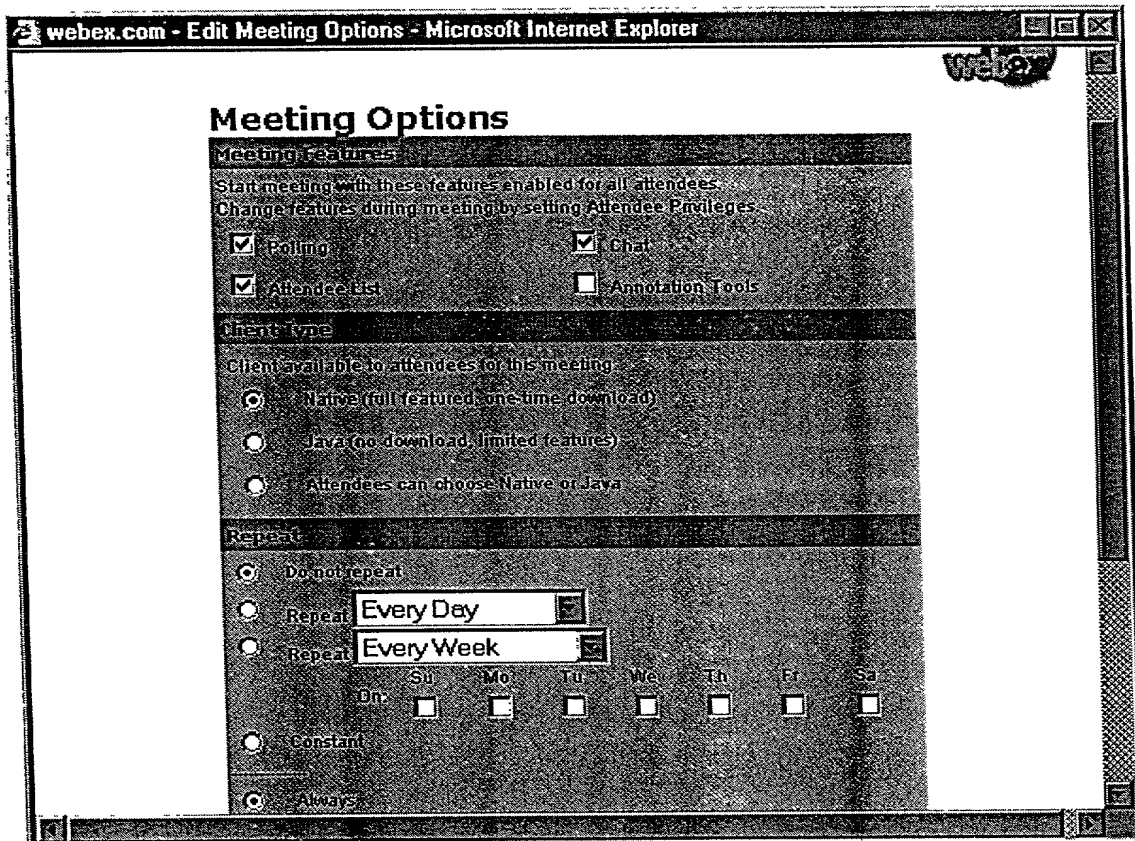 webex.com - Edit Meeting Options - Microsoft Internet Explorer
webex
Meeting Options
Meeting Features
Start meeting with these features enabled for all attendees.
Change features during meeting by setting Attendee Privileges.
Polling Chat
Attendee List Annotation Tools
Client Type
Client available to attendees for this meeting:
Native (full featured, one-time download)
Java (no download, limited features)
Attendees can choose Native or Java
Repeat
Do not repeat
Repeat Every Day
Repeat Every Week
Su Mo Tu We Th Fr Sa
On:
Constant
Always